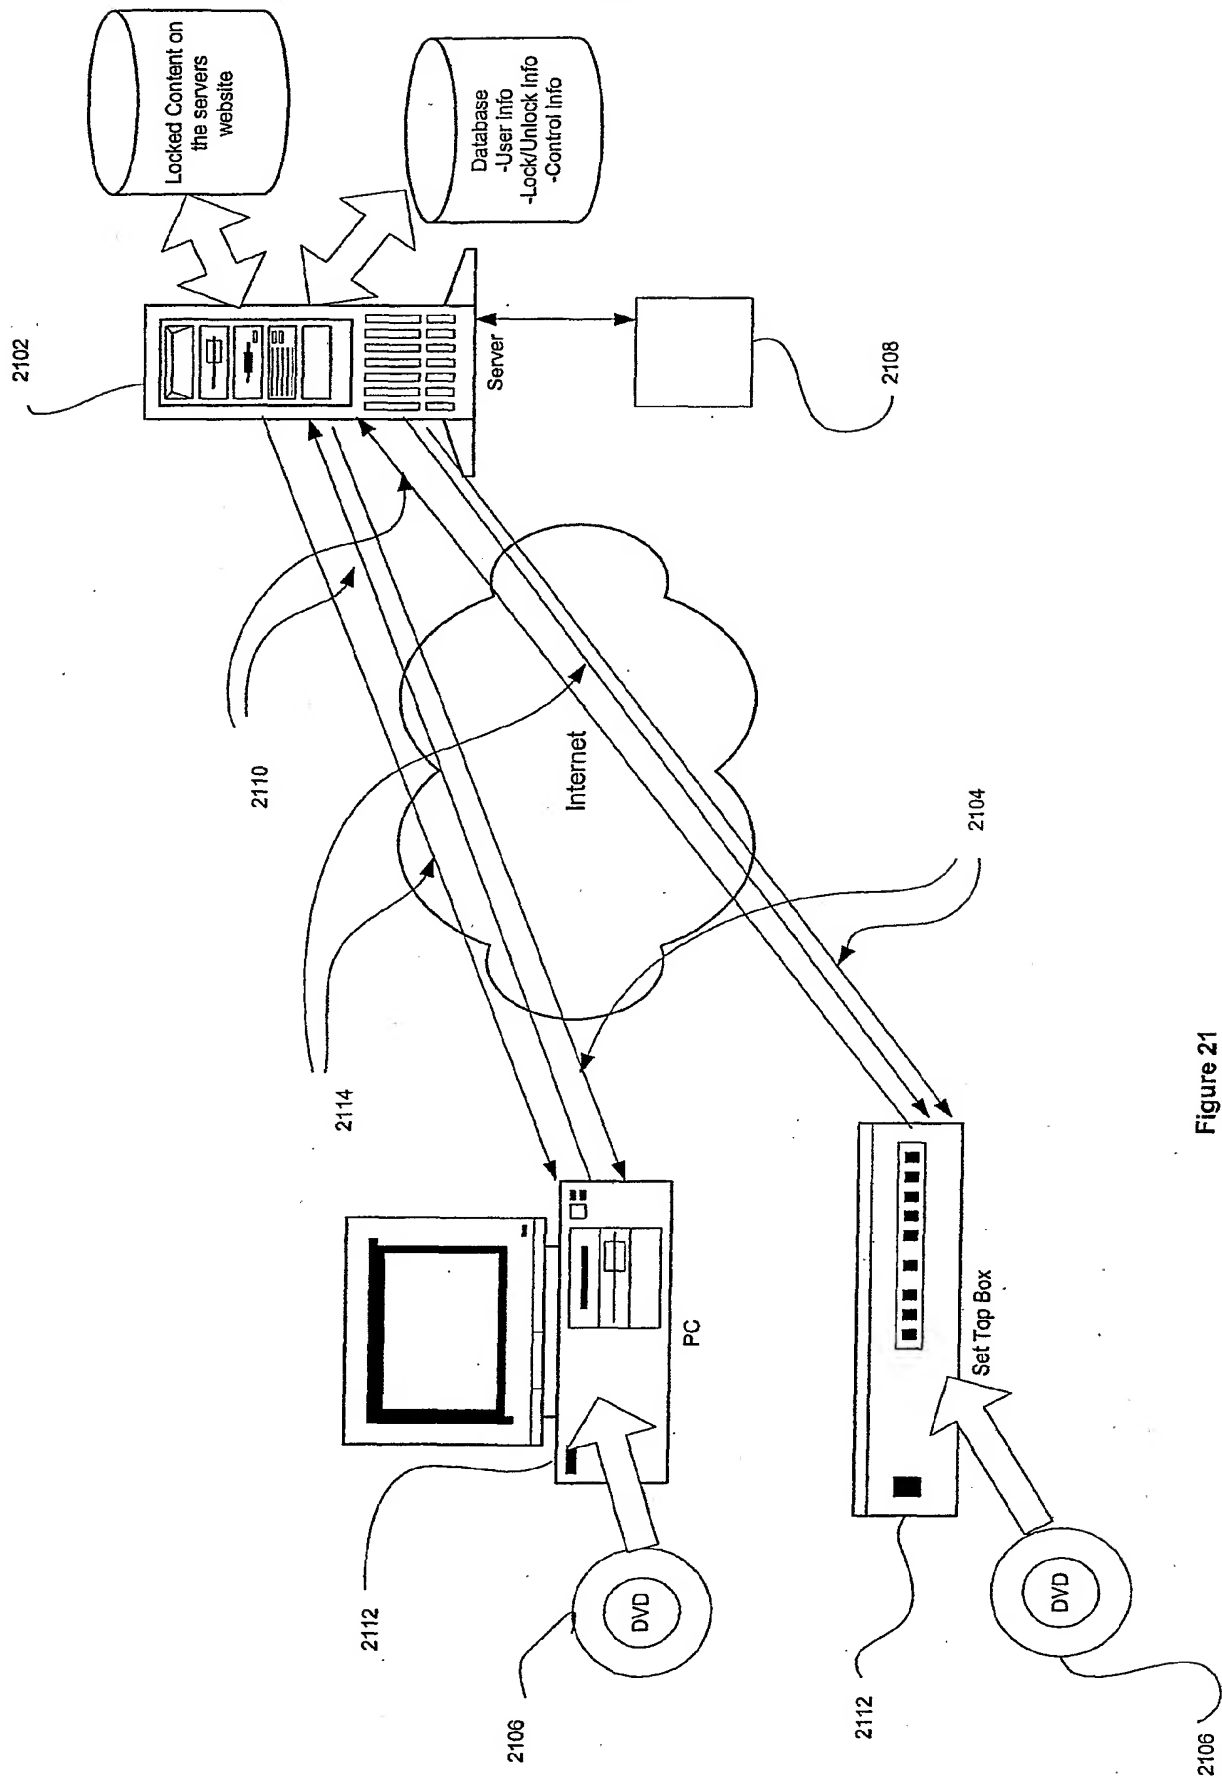 Locked Content on
the servers
website
Database
-User Info
-Lock/Unlock Info
-Control Info
2102
Server
2108
2110
Internet
2104
2114
PC
Set Top Box
2112
DVD
2106
2112
DVD
2106
Figure 21